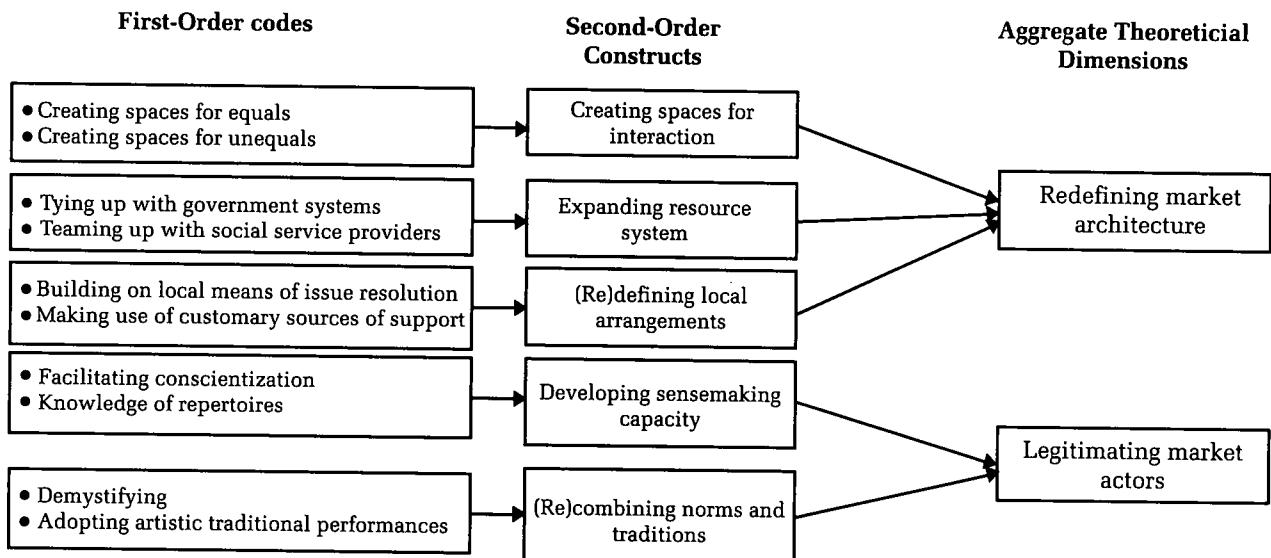 First-Order codes
Second-Order
Constructs
Aggregate Theoreticial
Dimensions
• Creating spaces for equals
• Creating spaces for unequals
Creating spaces for
interaction
• Tying up with government systems
• Teaming up with social service providers
Expanding resource
system
Redefining market
architecture
• Building on local means of issue resolution
• Making use of customary sources of support
(Re)defining local
arrangements
• Facilitating conscientization
• Knowledge of repertoires
Developing sensemaking
capacity
Legitimating market
actors
• Demystifying
• Adopting artistic traditional performances
(Re)combining norms and
traditions